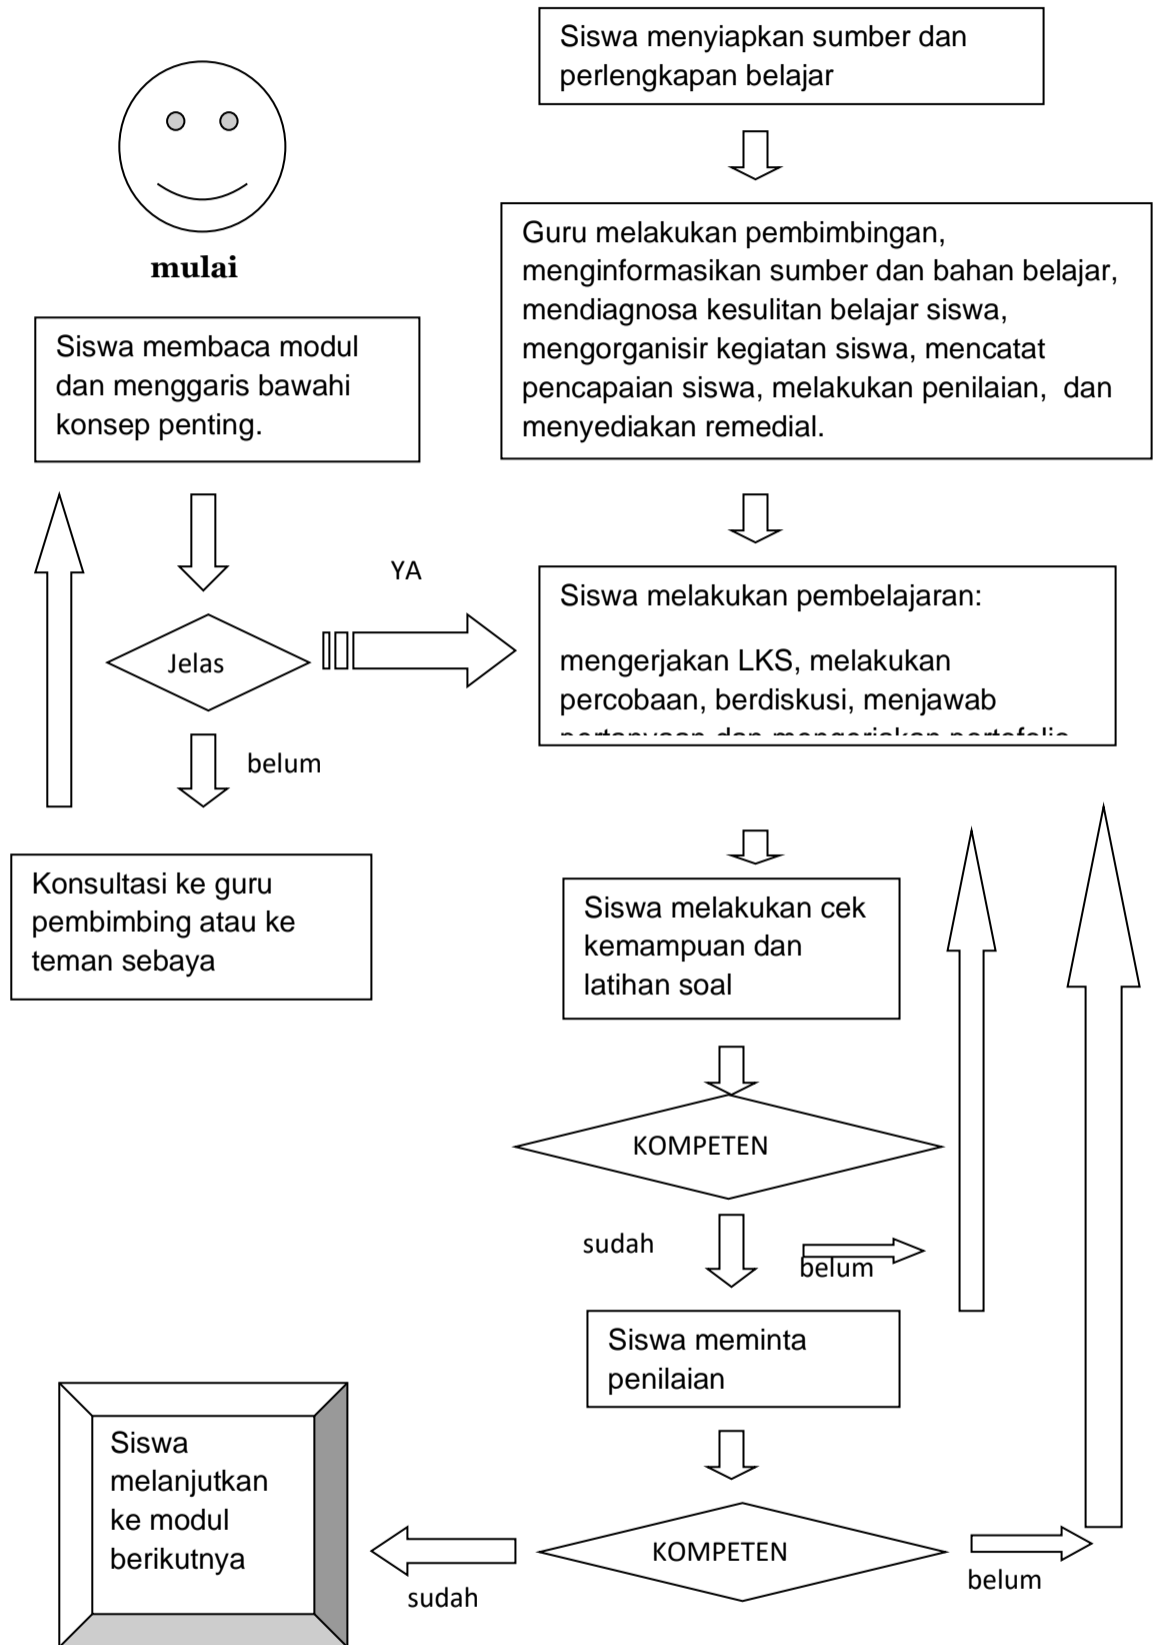 mulai
Siswa membaca modul
dan menggaris bawahi
konsep penting.
Jelas
YA
belum
Konsultasi ke guru
pembimbing atau ke
teman sebaya
Siswa menyiapkan sumber dan
perlengkapan belajar
Guru melakukan pembimbingan,
menginformasikan sumber dan bahan belajar,
mendiagnosa kesulitan belajar siswa,
mengorganisir kegiatan siswa, mencatat
pencapaian siswa, melakukan penilaian, dan
menyediakan remedial.
Siswa melakukan pembelajaran:
mengerjakan LKS, melakukan
percobaan, berdiskusi, menjawab
pertanyaan dan mengerjakan portofolio
Siswa melakukan cek
kemampuan dan
latihan soal
KOMPETEN
sudah
belum
Siswa meminta
penilaian
KOMPETEN
belum
sudah
Siswa
melanjutkan
ke modul
berikutnya